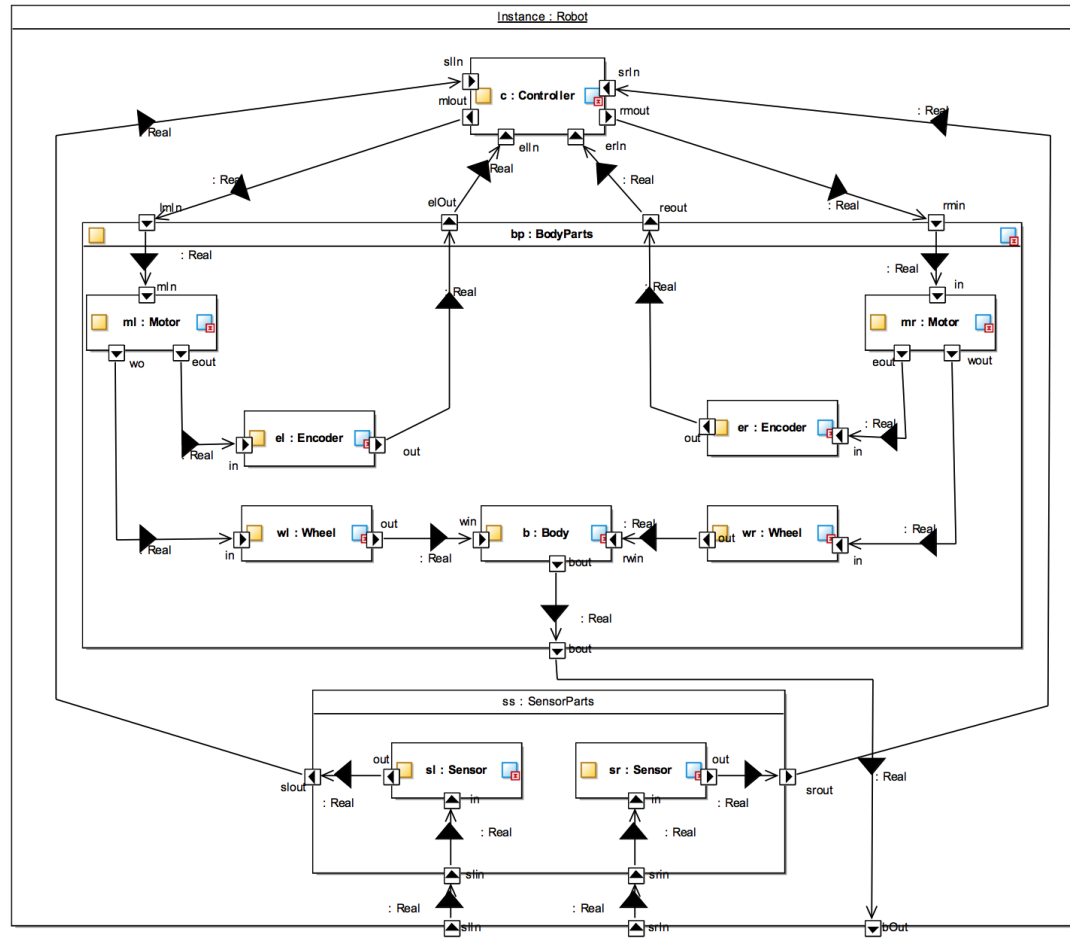 Instance : Robot
slIn
srIn
c : Controller
mlout
rmout
: Real
Real
elIn
erIn
Real
: Real
: Real
: Real
lmIn
elOut
reout
rmin
bp : BodyParts
: Real
: Real
mIn
: Real
: Real
in
ml : Motor
mr : Motor
wo
eout
eout
wout
el : Encoder
er : Encoder
: Real
in
out
out
: Real
in
wl : Wheel
out
win
b : Body
: Real
out
wr : Wheel
: Real
Real
in
: Real
bout
rwin
in
: Real
bout
ss : SensorParts
out
sl : Sensor
sr : Sensor
out
slout
: Real
in
in
: Real
srout
: Real
: Real
: Real
slin
srin
: Real
: Real
slIn
srIn
bOut